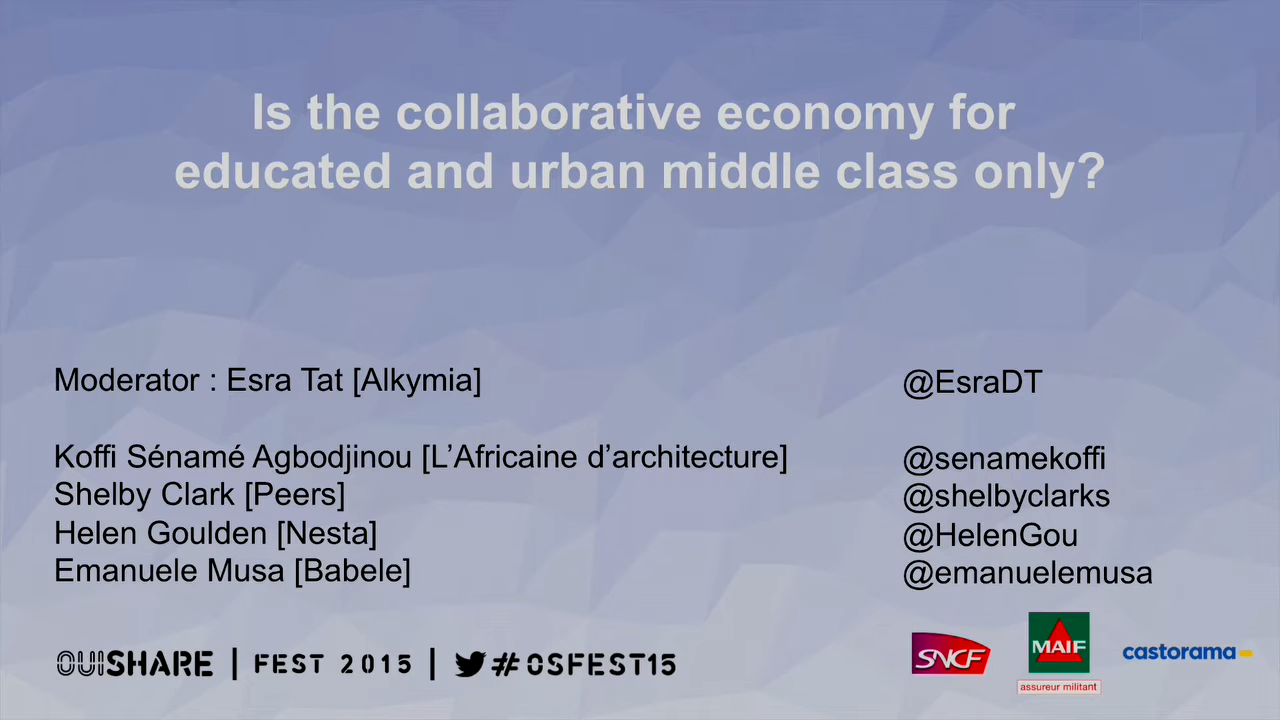 Is the collaborative economy for
educated and urban middle class only?
Moderator : Esra Tat [Alkymia] @EsraDT
Koffi Sénamé Agbodjinou [L’Africaine d’architecture] @senamekoffi
Shelby Clark [Peers] @shelbyclarks
Helen Goulden [Nesta] @HelenGou
Emanuele Musa [Babele] @emanuelemusa
OUISHARE | FEST 2015 | #OSFEST15
SNCF
MAIF
assureur militant
castorama